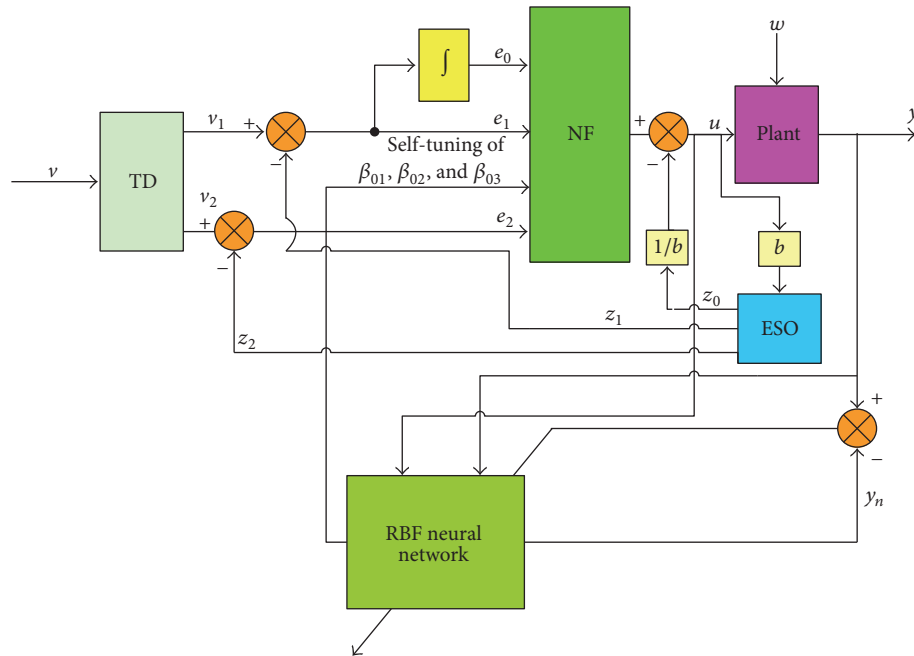 w
∫
e₀
v₁
+
e₁
NF
+
u
Plant
y
−
Self-tuning of
β₀₁, β₀₂, and β₀₃
−
v
TD
v₂
+
e₂
−
1/b
b
z₀
z₁
z₂
ESO
+
−
yₙ
RBF neural
network